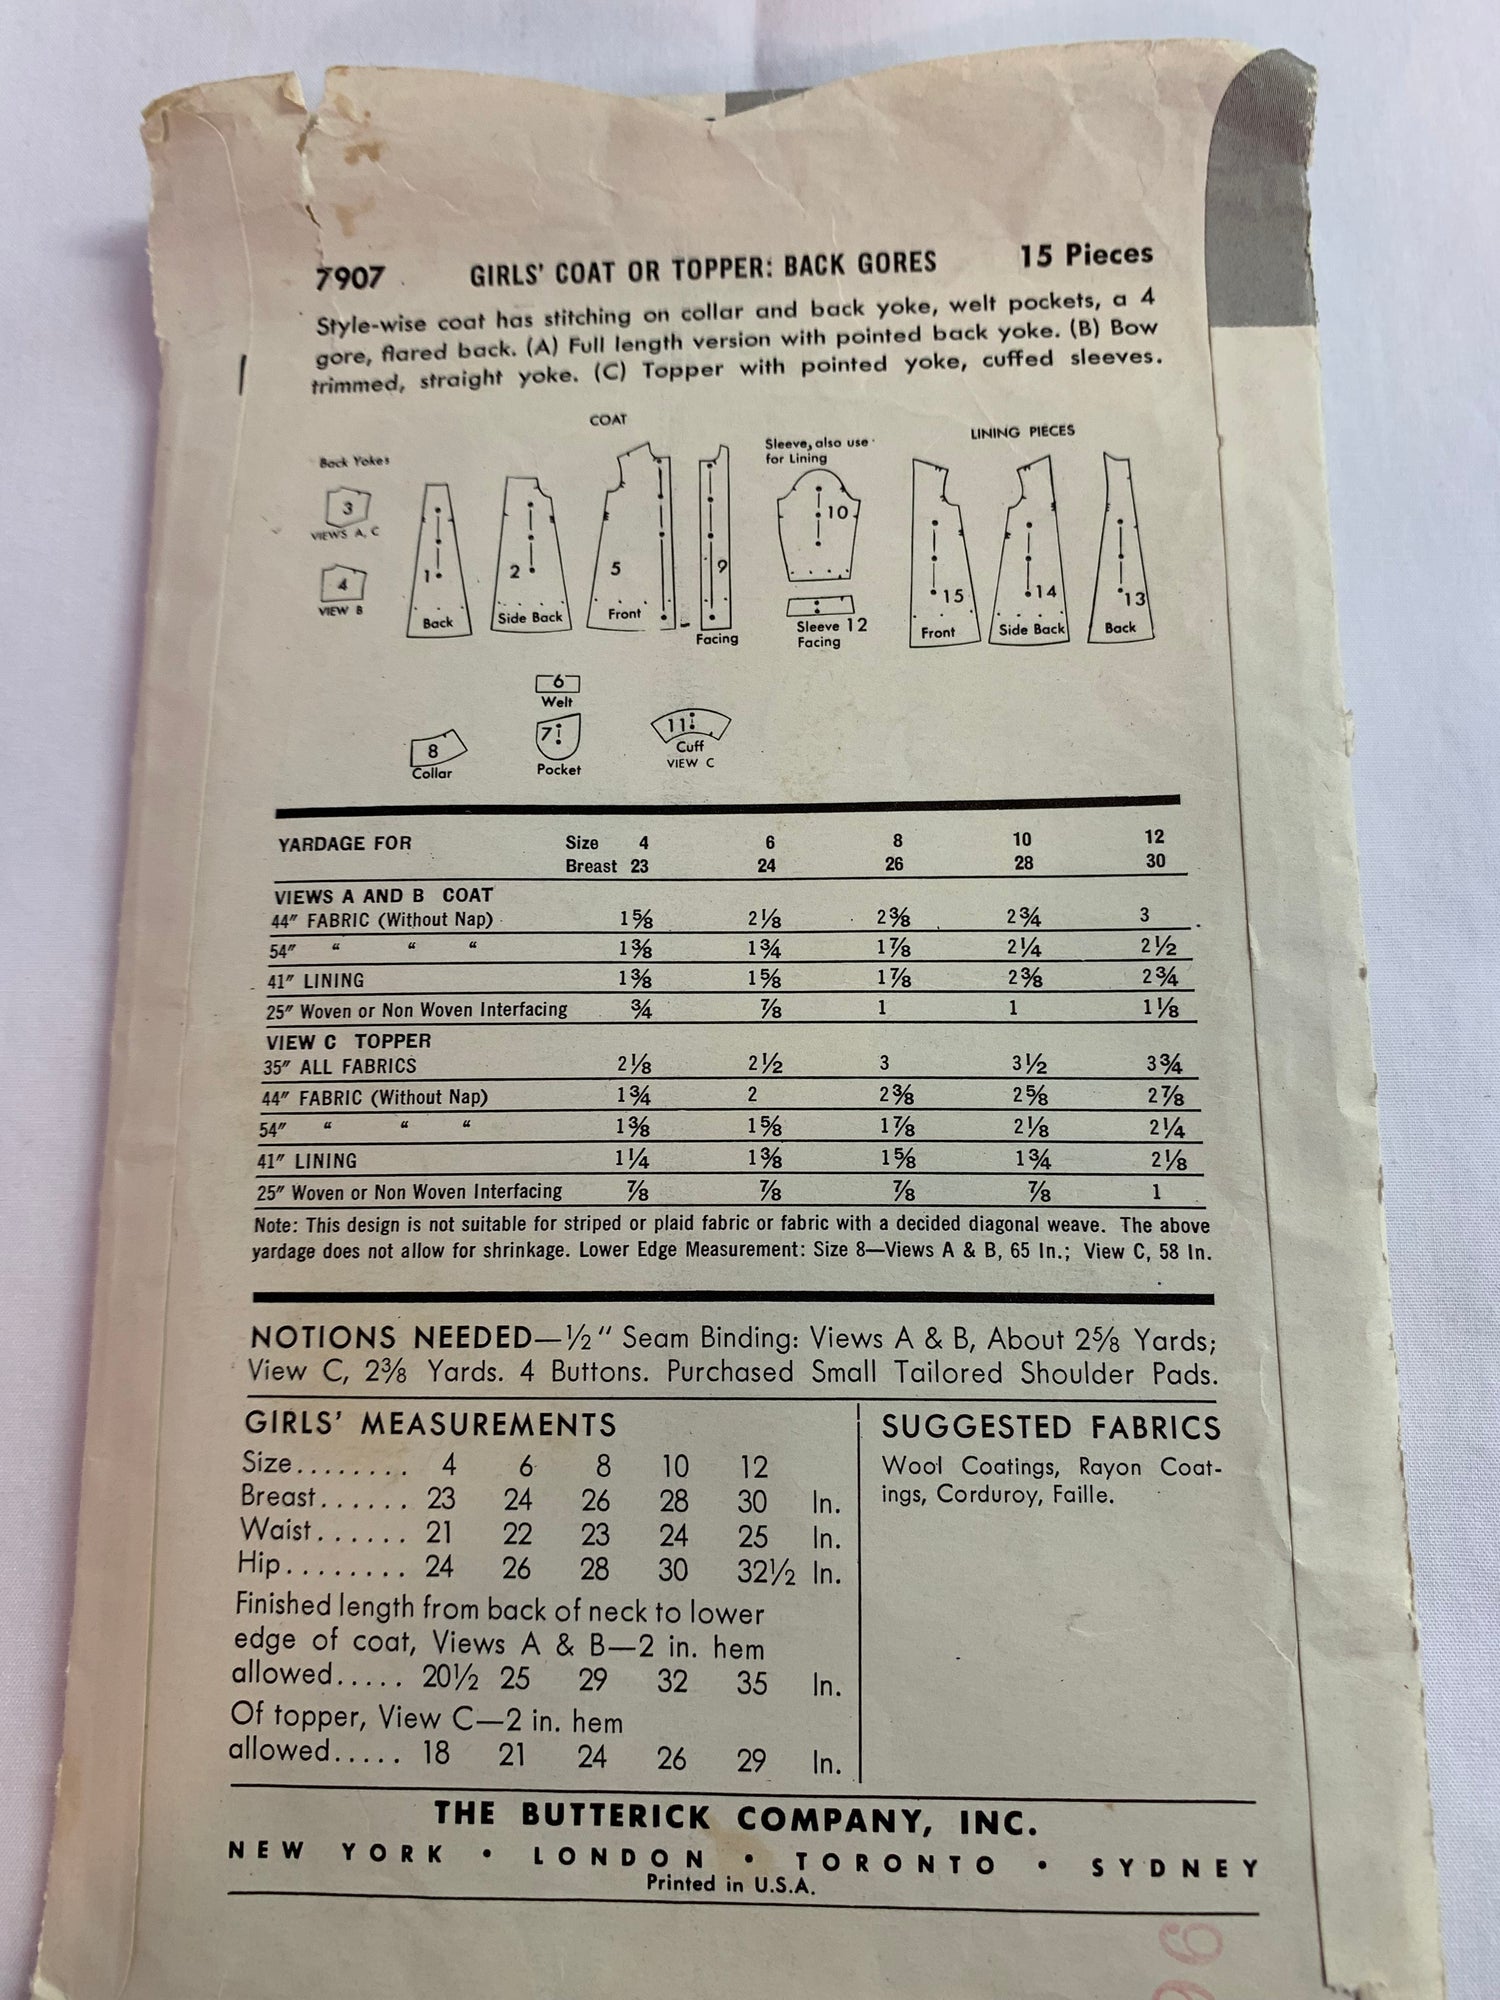 7907 GIRLS' COAT OR TOPPER: BACK GORES 15 Pieces
Style-wise coat has stitching on collar and back yoke, welt pockets, a 4
gore, flared back. (A) Full length version with pointed back yoke. (B) Bow
trimmed, straight yoke. (C) Topper with pointed yoke, cuffed sleeves.
COAT
LINING PIECES
Back Yokes
Sleeve, also use
for Lining
3
VIEWS A, C
4
VIEW B
1
Back
2
Side Back
5
Front
9
Facing
10
Sleeve 12
Facing
15
Front
14
Side Back
13
Back
6
Welt
7
Pocket
8
Collar
11
Cuff
VIEW C
YARDAGE FOR Size 4 6 8 10 12
Breast 23 24 26 28 30
VIEWS A AND B COAT
44" FABRIC (Without Nap) 1⅝ 2⅛ 2⅜ 2¾ 3
54" " " " 1⅜ 1¾ 1⅞ 2¼ 2½
41" LINING 1⅜ 1⅝ 1⅞ 2⅜ 2¾
25" Woven or Non Woven Interfacing ¾ ⅞ 1 1 1⅛
VIEW C TOPPER
35" ALL FABRICS 2⅛ 2½ 3 3½ 3¾
44" FABRIC (Without Nap) 1¾ 2 2⅜ 2⅝ 2⅞
54" " " " 1⅜ 1⅝ 1⅞ 2⅛ 2¼
41" LINING 1¼ 1⅜ 1⅝ 1¾ 2⅛
25" Woven or Non Woven Interfacing ⅞ ⅞ ⅞ ⅞ 1
Note: This design is not suitable for striped or plaid fabric or fabric with a decided diagonal weave. The above
yardage does not allow for shrinkage. Lower Edge Measurement: Size 8—Views A & B, 65 In.; View C, 58 In.
NOTIONS NEEDED—½" Seam Binding: Views A & B, About 2⅝ Yards;
View C, 2⅜ Yards. 4 Buttons. Purchased Small Tailored Shoulder Pads.
GIRLS' MEASUREMENTS
Size........ 4 6 8 10 12
Breast...... 23 24 26 28 30 In.
Waist...... 21 22 23 24 25 In.
Hip........ 24 26 28 30 32½ In.
Finished length from back of neck to lower
edge of coat, Views A & B—2 in. hem
allowed..... 20½ 25 29 32 35 In.
Of topper, View C—2 in. hem
allowed..... 18 21 24 26 29 In.
SUGGESTED FABRICS
Wool Coatings, Rayon Coat-
ings, Corduroy, Faille.
THE BUTTERICK COMPANY, INC.
NEW YORK • LONDON • TORONTO • SYDNEY
Printed in U.S.A.